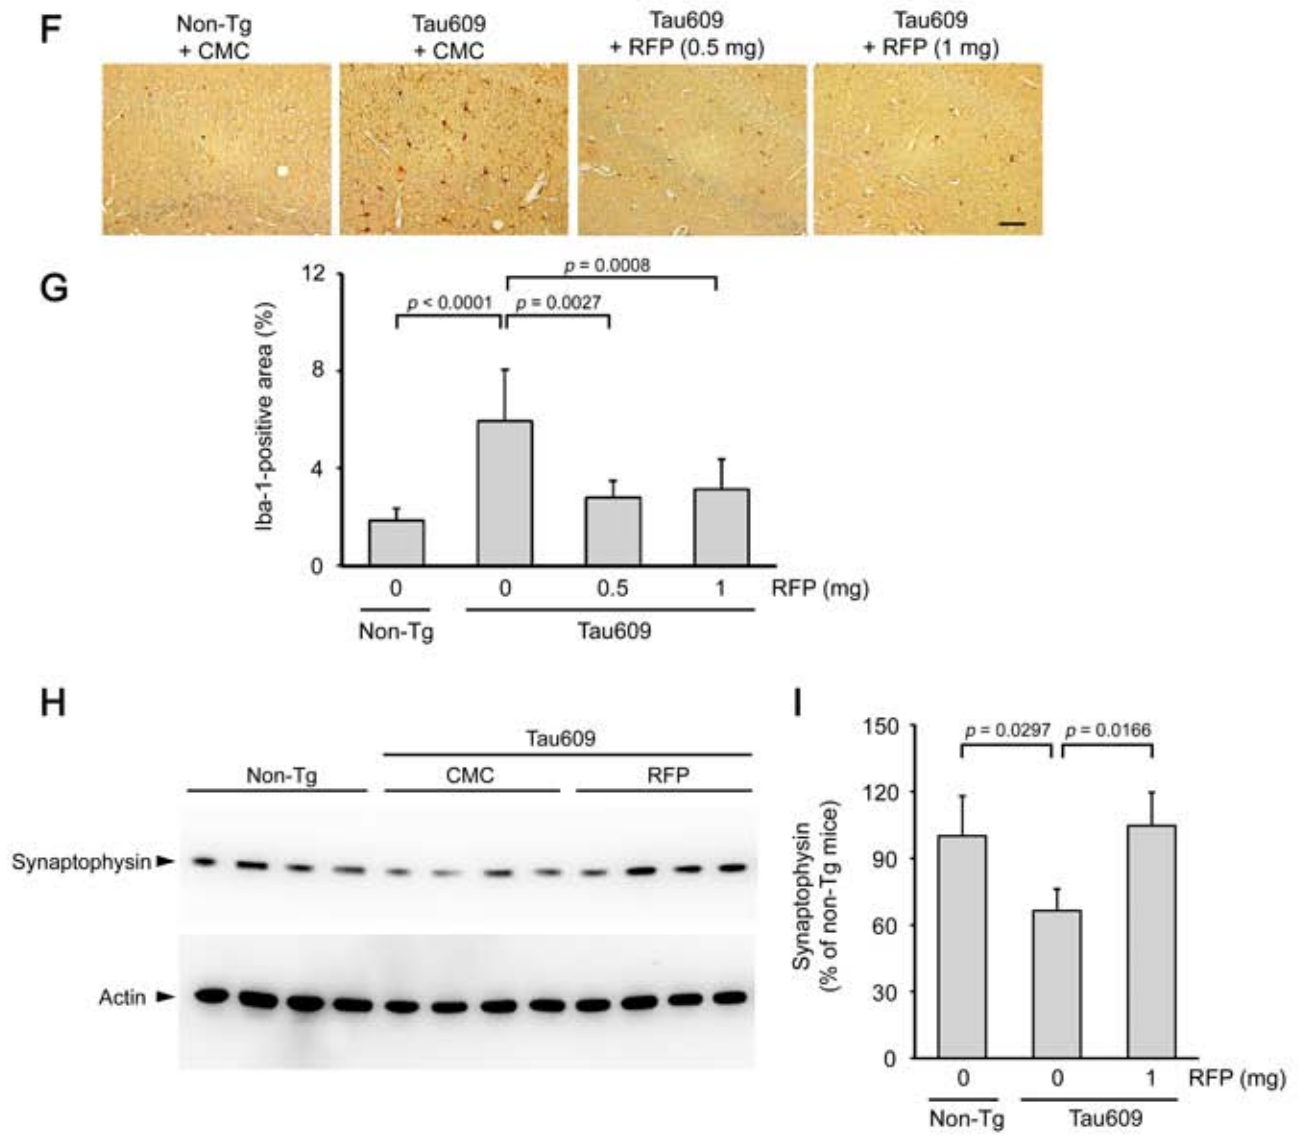 F
Non-Tg
+ CMC
Tau609
+ CMC
Tau609
+ RFP (0.5 mg)
Tau609
+ RFP (1 mg)
G
Iba-1-positive area (%)
12
8
4
0
p < 0.0001
p = 0.0027
p = 0.0008
0 0 0.5 1 RFP (mg)
Non-Tg Tau609
H
Tau609
Non-Tg CMC RFP
Synaptophysin
Actin
I
Synaptophysin
(% of non-Tg mice)
150
120
90
60
30
0
p = 0.0297 p = 0.0166
0 0 1 RFP (mg)
Non-Tg Tau609